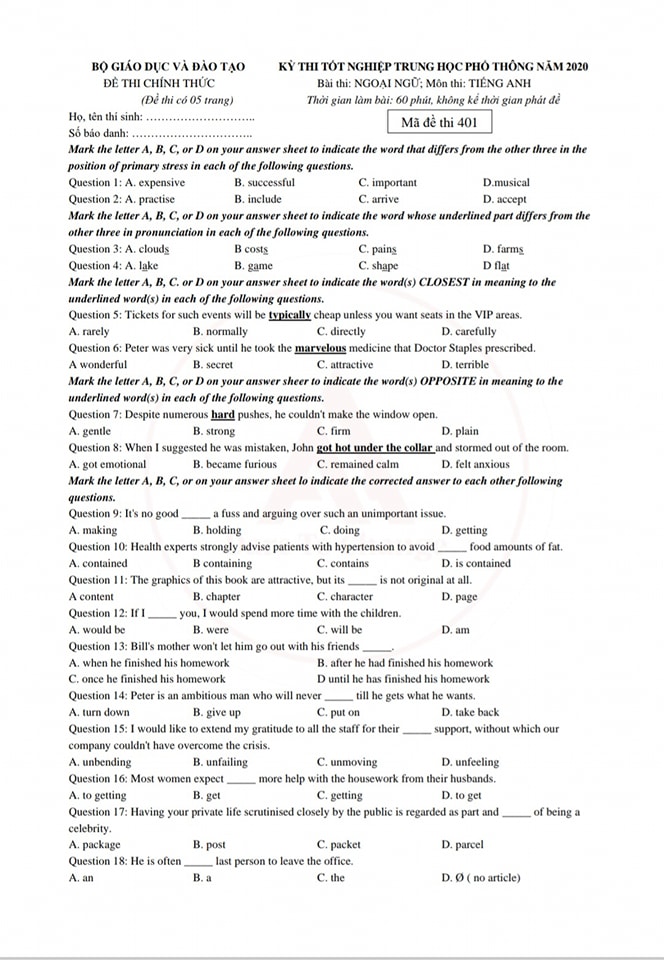 BỘ GIÁO DỤC VÀ ĐÀO TẠO KỲ THI TỐT NGHIỆP TRUNG HỌC PHỔ THÔNG NĂM 2020
ĐỀ THI CHÍNH THỨC Bài thi: NGOẠI NGỮ; Môn thi: TIẾNG ANH
(Đề thi có 05 trang) Thời gian làm bài: 60 phút, không kể thời gian phát đề
Họ, tên thí sinh: ………………………..
Mã đề thi 401
Số báo danh: …………………………..
Mark the letter A, B, C, or D on your answer sheet to indicate the word that differs from the other three in the
position of primary stress in each of the following questions.
Question 1: A. expensive B. successful C. important D.musical
Question 2: A. practise B. include C. arrive D. accept
Mark the letter A, B, C, or D on your answer sheet to indicate the word whose underlined part differs from the
other three in pronunciation in each of the following questions.
Question 3: A. clouds B costs C. pains D. farms
Question 4: A. lake B. game C. shape D flat
Mark the letter A, B, C. or D on your answer sheet to indicate the word(s) CLOSEST in meaning to the
underlined word(s) in each of the following questions.
Question 5: Tickets for such events will be typically cheap unless you want seats in the VIP areas.
A. rarely B. normally C. directly D. carefully
Question 6: Peter was very sick until he took the marvelous medicine that Doctor Staples prescribed.
A wonderful B. secret C. attractive D. terrible
Mark the letter A, B, C, or D on your answer sheer to indicate the word(s) OPPOSITE in meaning to the
underlined word(s) in each of the following questions.
Question 7: Despite numerous hard pushes, he couldn't make the window open.
A. gentle B. strong C. firm D. plain
Question 8: When I suggested he was mistaken, John got hot under the collar and stormed out of the room.
A. got emotional B. became furious C. remained calm D. felt anxious
Mark the letter A, B, C, or on your answer sheet lo indicate the corrected answer to each other following
questions.
Question 9: It's no good _____ a fuss and arguing over such an unimportant issue.
A. making B. holding C. doing D. getting
Question 10: Health experts strongly advise patients with hypertension to avoid _____ food amounts of fat.
A. contained B containing C. contains D. is contained
Question 11: The graphics of this book are attractive, but its _____ is not original at all.
A content B. chapter C. character D. page
Question 12: If I _____ you, I would spend more time with the children.
A. would be B. were C. will be D. am
Question 13: Bill's mother won't let him go out with his friends _____.
A. when he finished his homework B. after he had finished his homework
C. once he finished his homework D until he has finished his homework
Question 14: Peter is an ambitious man who will never _____ till he gets what he wants.
A. turn down B. give up C. put on D. take back
Question 15: I would like to extend my gratitude to all the staff for their _____ support, without which our
company couldn't have overcome the crisis.
A. unbending B. unfailing C. unmoving D. unfeeling
Question 16: Most women expect _____ more help with the housework from their husbands.
A. to getting B. get C. getting D. to get
Question 17: Having your private life scrutinised closely by the public is regarded as part and _____ of being a
celebrity.
A. package B. post C. packet D. parcel
Question 18: He is often _____ last person to leave the office.
A. an B. a C. the D. Ø ( no article)